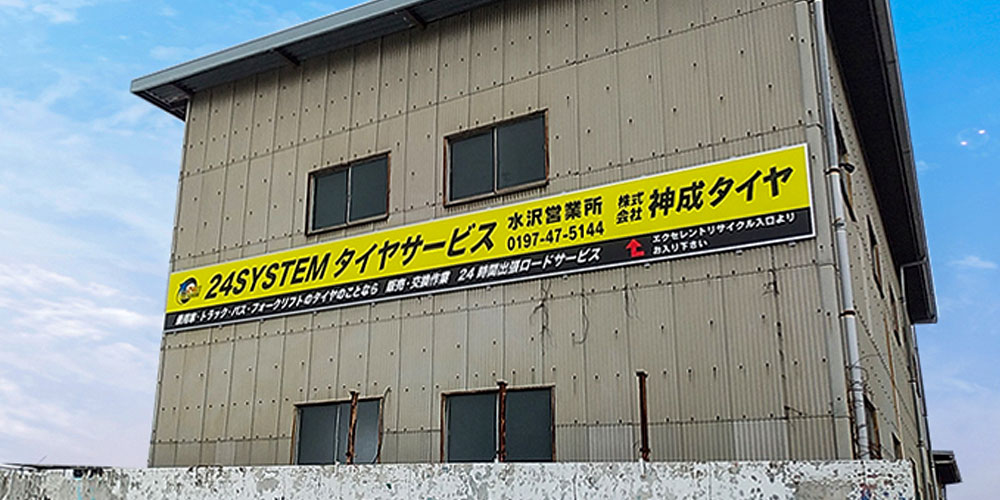 24SYSTEM タイヤサービス
水沢営業所
0197-47-5144
株式会社 神成タイヤ
乗用車・トラック・バス・フォークリフトのタイヤのことなら 販売・交換作業 24時間出張ロードサービス
エクセレントリサイクル入口より
お入り下さい